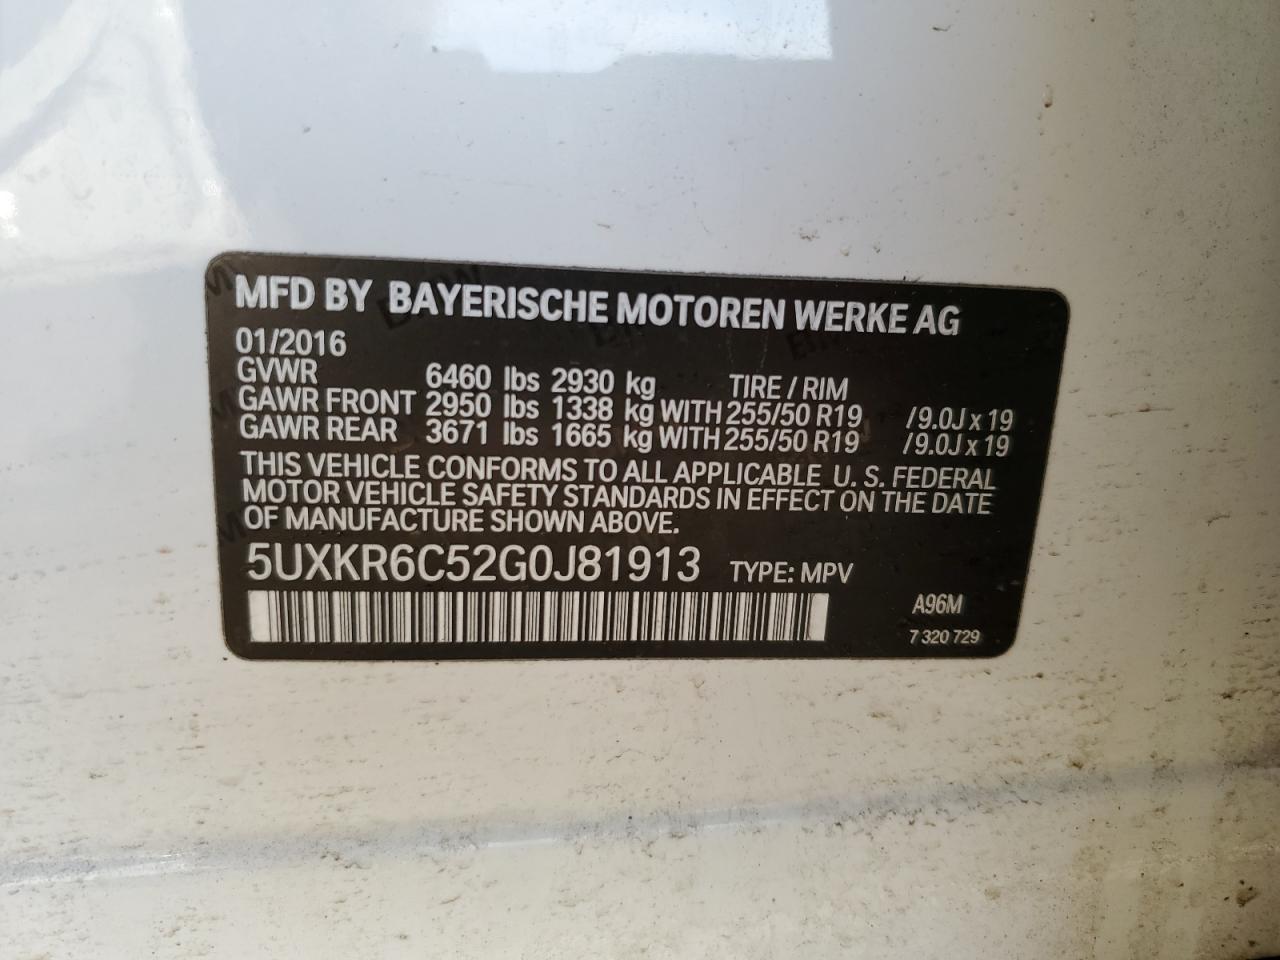 MFD BY BAYERISCHE MOTOREN WERKE AG
01/2016
GVWR 6460 lbs 2930 kg TIRE / RIM
GAWR FRONT 2950 lbs 1338 kg WITH 255/50 R19 /9.0J x 19
GAWR REAR 3671 lbs 1665 kg WITH 255/50 R19 /9.0J x 19
THIS VEHICLE CONFORMS TO ALL APPLICABLE U. S. FEDERAL
MOTOR VEHICLE SAFETY STANDARDS IN EFFECT ON THE DATE
OF MANUFACTURE SHOWN ABOVE.
5UXKR6C52G0J81913 TYPE: MPV
A96M
7 320 729